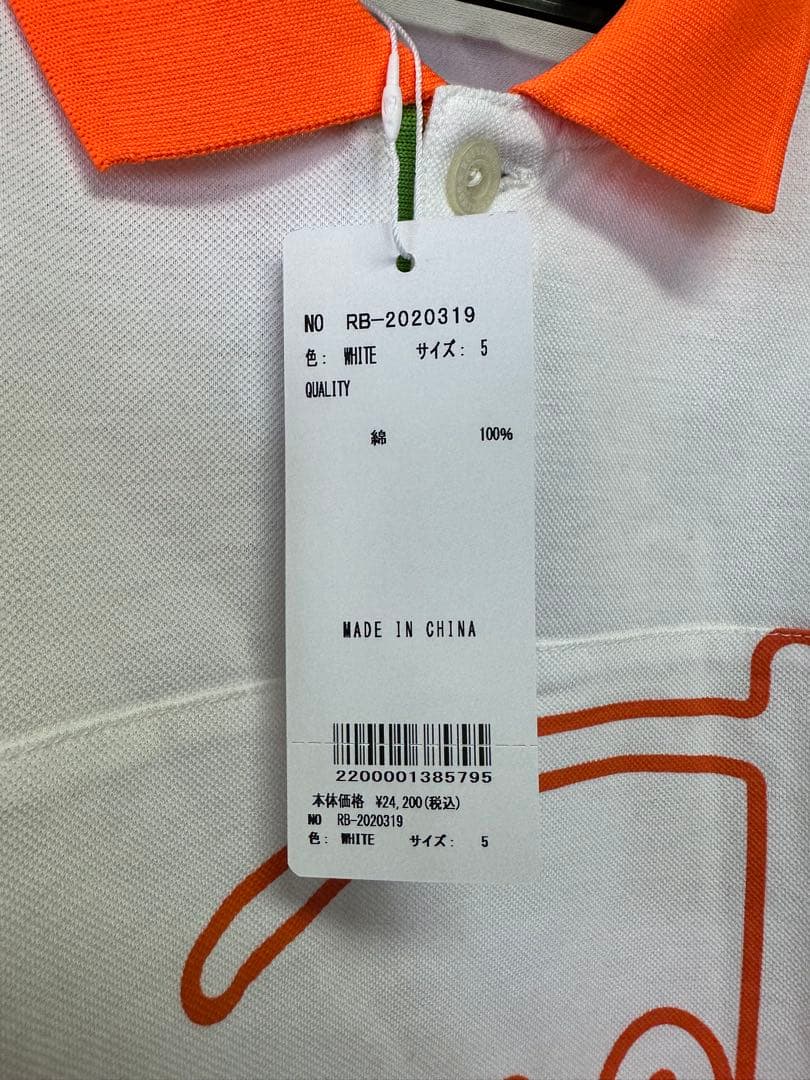 NO RB-2020319
色: WHITE サイズ: 5
QUALITY
綿 100%
MADE IN CHINA
2200001385795
本体価格 ¥24,200(税込)
NO RB-2020319
色: WHITE サイズ: 5